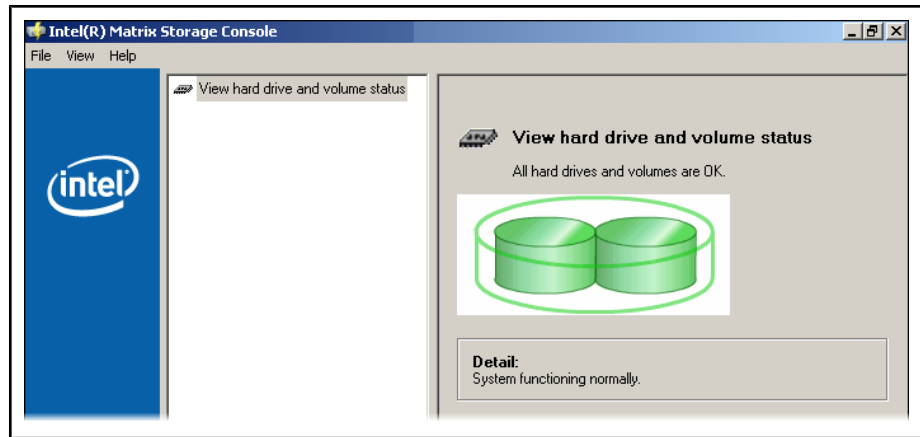 Intel(R) Matrix Storage Console
File View Help
View hard drive and volume status
intel
View hard drive and volume status
All hard drives and volumes are OK.
Detail:
System functioning normally.